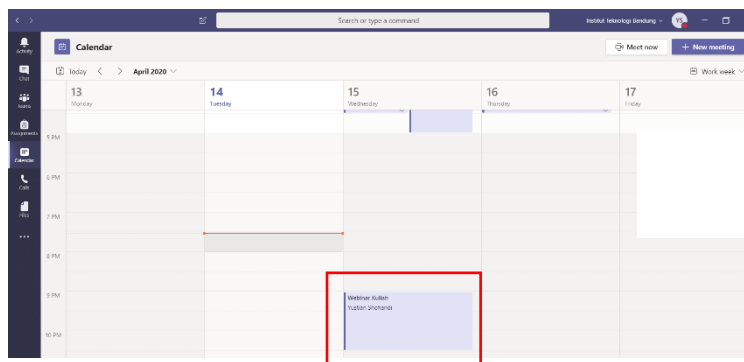 Search or type a command
Institut Teknologi Bandung
YS
Activity
Calendar
Meet now
+ New meeting
Chat
Today
April 2020
Work week
Teams
13
Monday
14
Tuesday
15
Wednesday
16
Thursday
17
Friday
Assignments
5 PM
Calendar
6 PM
Calls
Files
7 PM
8 PM
9 PM
Webinar Kuliah
Yustian Shohandi
10 PM